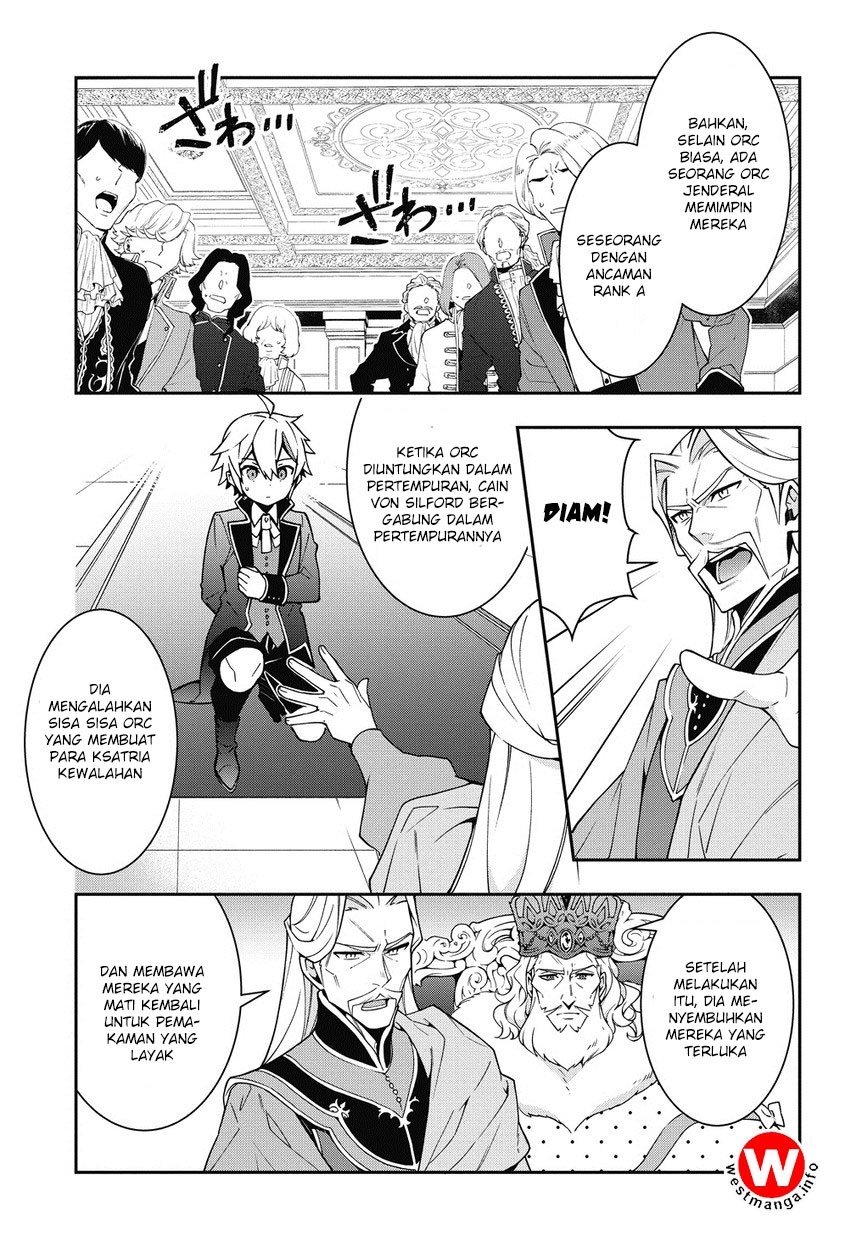 BAHKAN,
SELAIN ORC
BIASA, ADA
SEORANG ORC
JENDERAL
MEMIMPIN
MEREKA
SESEORANG
DENGAN
ANCAMAN
RANK A
ざわ…
ざわ…
DIAM!
KETIKA ORC
DIUNTUNGKAN DALAM
PERTEMPURAN, CAIN
VON SILFORD BER-
GABUNG DALAM
PERTEMPURANNYA
DIA
MENGALAHKAN
SISA SISA ORC
YANG MEMBUAT
PARA KSATRIA
KEWALAHAN
SETELAH
MELAKUKAN
ITU, DIA ME-
NYEMBUHKAN
MEREKA YANG
TERLUKA
DAN MEMBAWA
MEREKA YANG
MATI KEMBALI
UNTUK PEMA-
KAMAN YANG
LAYAK
W
westmanga.info